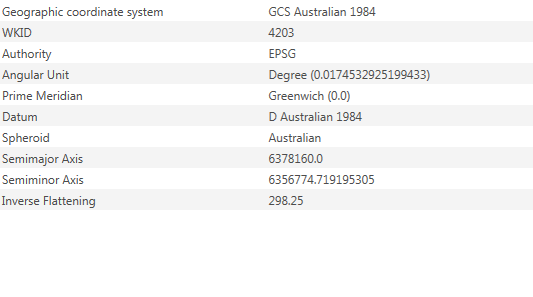 Geographic coordinate system GCS Australian 1984
WKID 4203
Authority EPSG
Angular Unit Degree (0.0174532925199433)
Prime Meridian Greenwich (0.0)
Datum D Australian 1984
Spheroid Australian
Semimajor Axis 6378160.0
Semiminor Axis 6356774.719195305
Inverse Flattening 298.25